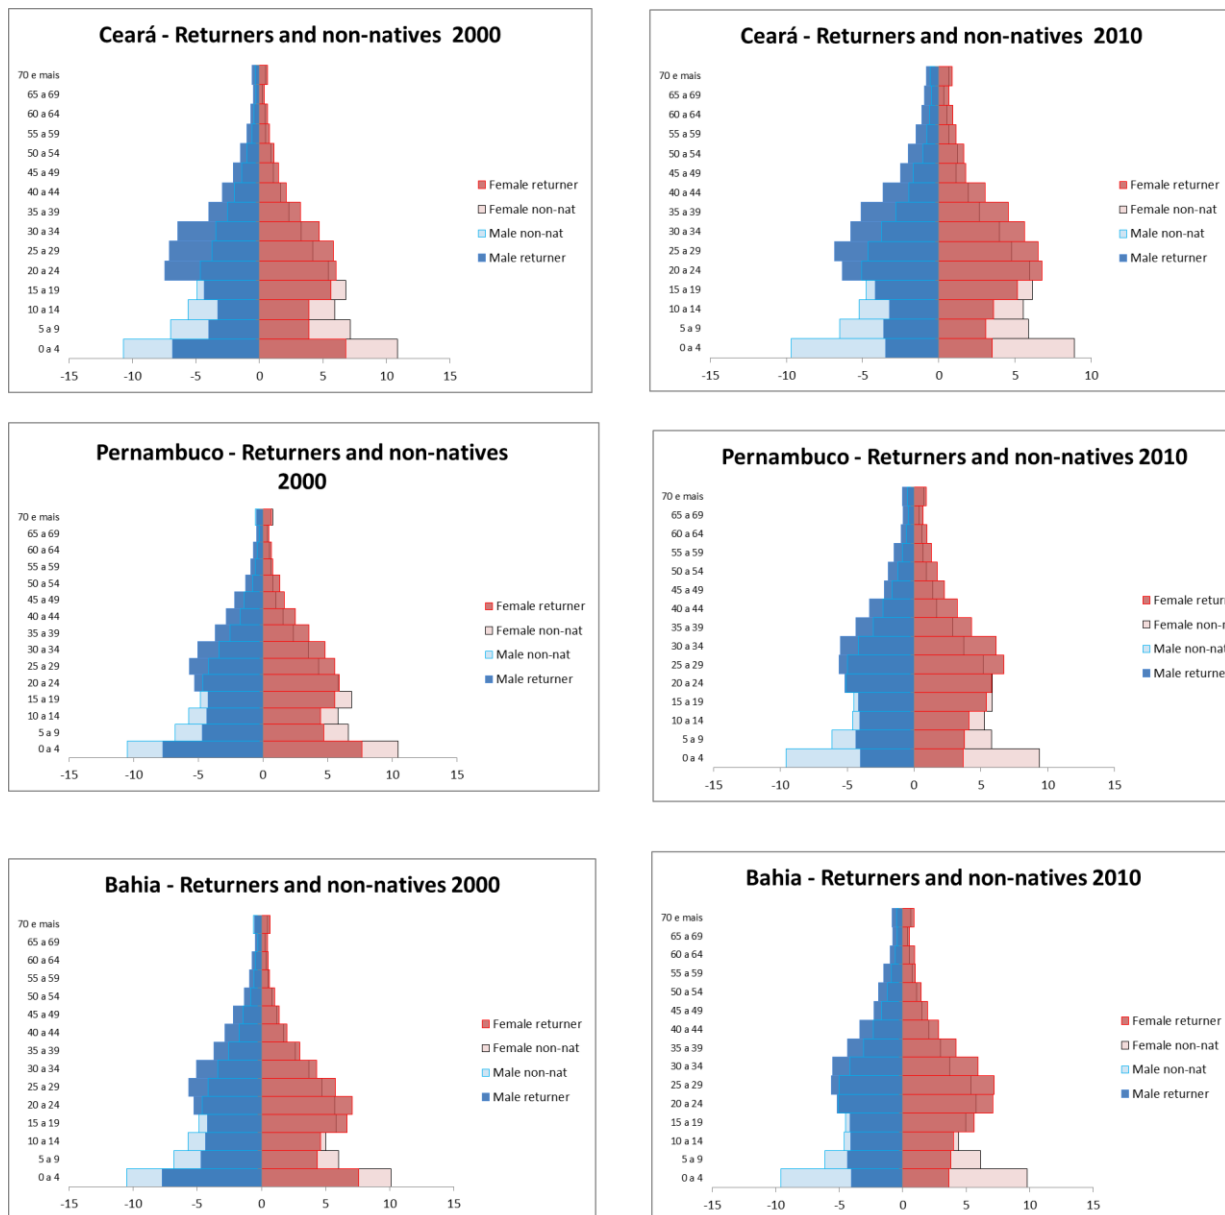 Ceará - Returners and non-natives 2000
70 e mais
65 a 69
60 a 64
55 a 59
50 a 54
45 a 49
40 a 44
35 a 39
30 a 34
25 a 29
20 a 24
15 a 19
10 a 14
5 a 9
0 a 4
-15 -10 -5 0 5 10 15
Female returner
Female non-nat
Male non-nat
Male returner
Ceará - Returners and non-natives 2010
70 e mais
65 a 69
60 a 64
55 a 59
50 a 54
45 a 49
40 a 44
35 a 39
30 a 34
25 a 29
20 a 24
15 a 19
10 a 14
5 a 9
0 a 4
-15 -10 -5 0 5 10
Female returner
Female non-nat
Male non-nat
Male returner
Pernambuco - Returners and non-natives
2000
70 e mais
65 a 69
60 a 64
55 a 59
50 a 54
45 a 49
40 a 44
35 a 39
30 a 34
25 a 29
20 a 24
15 a 19
10 a 14
5 a 9
0 a 4
-15 -10 -5 0 5 10 15
Female returner
Female non-nat
Male non-nat
Male returner
Pernambuco - Returners and non-natives 2010
70 e mais
65 a 69
60 a 64
55 a 59
50 a 54
45 a 49
40 a 44
35 a 39
30 a 34
25 a 29
20 a 24
15 a 19
10 a 14
5 a 9
0 a 4
-15 -10 -5 0 5 10 15
Female return
Female non-na
Male non-nat
Male returne
Bahia - Returners and non-natives 2000
70 e mais
65 a 69
60 a 64
55 a 59
50 a 54
45 a 49
40 a 44
35 a 39
30 a 34
25 a 29
20 a 24
15 a 19
10 a 14
5 a 9
0 a 4
-15 -10 -5 0 5 10 15
Female returner
Female non-nat
Male non-nat
Male returner
Bahia - Returners and non-natives 2010
70 e mais
65 a 69
60 a 64
55 a 59
50 a 54
45 a 49
40 a 44
35 a 39
30 a 34
25 a 29
20 a 24
15 a 19
10 a 14
5 a 9
0 a 4
-15 -10 -5 0 5 10 15
Female returner
Female non-nat
Male non-nat
Male returner